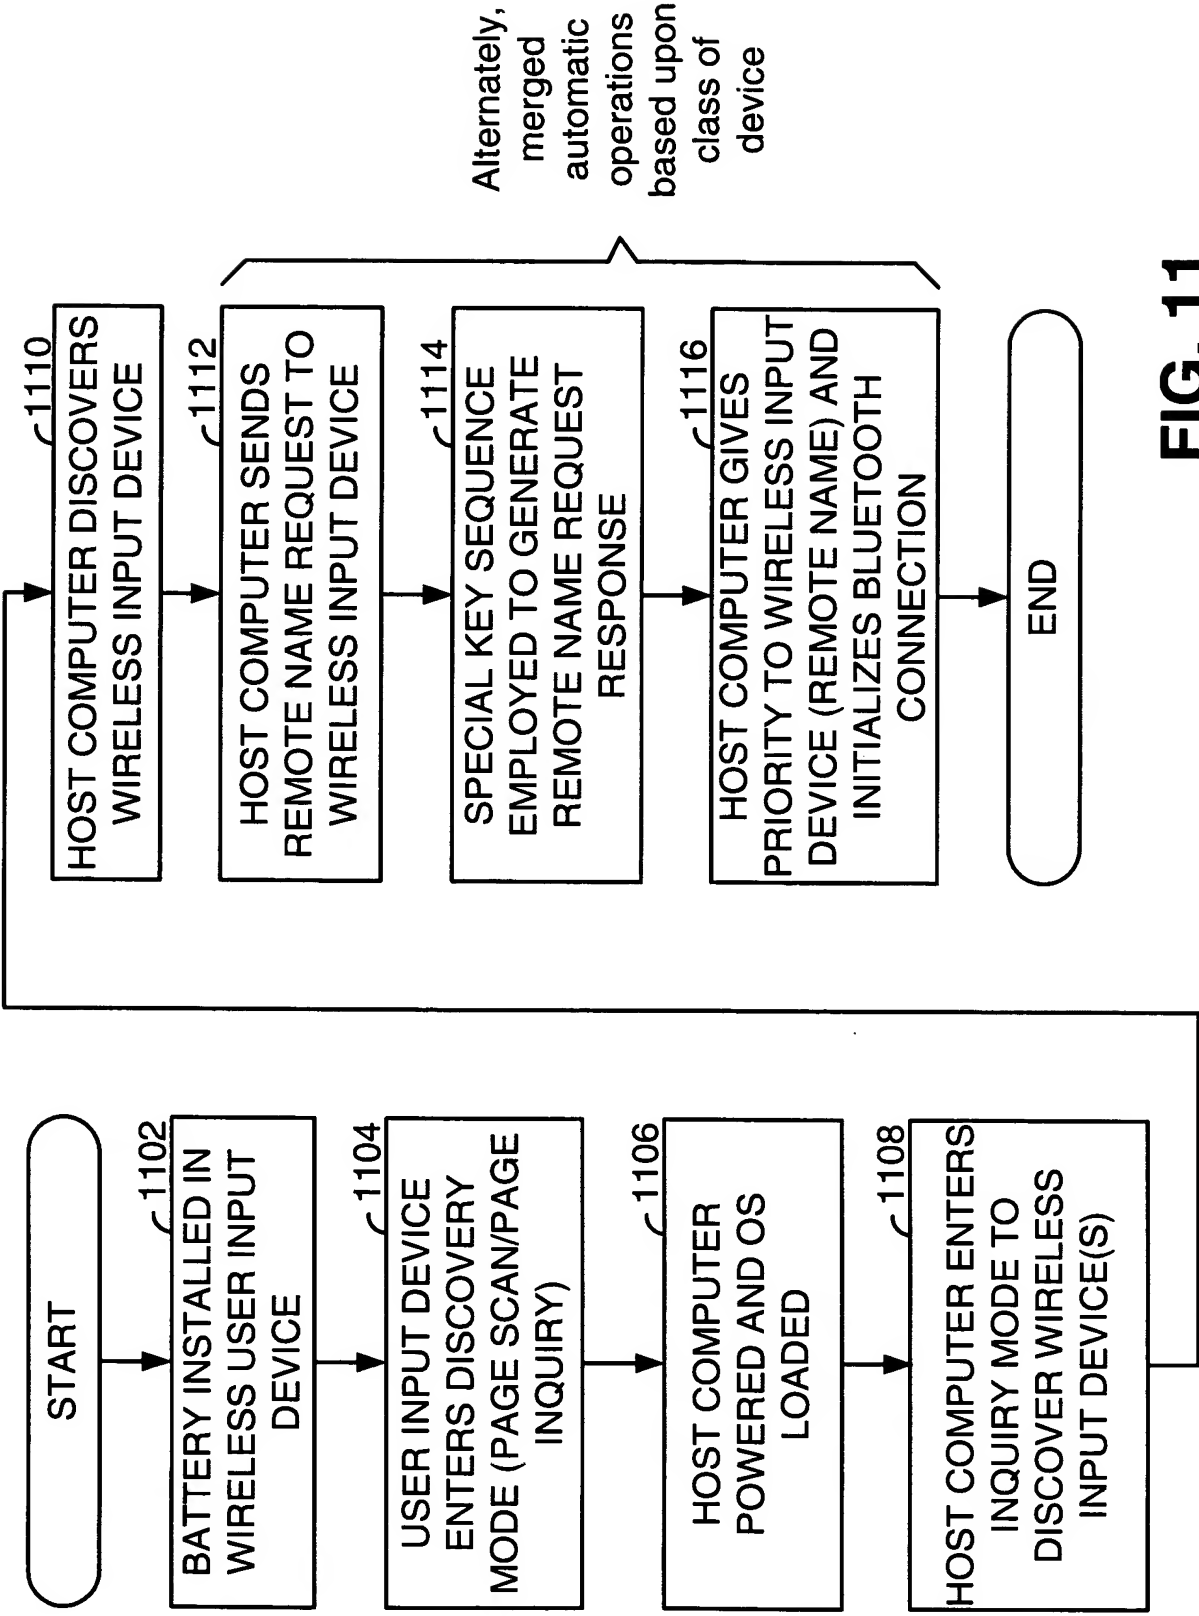 START
1102
BATTERY INSTALLED IN
WIRELESS USER INPUT
DEVICE
1104
USER INPUT DEVICE
ENTERS DISCOVERY
MODE (PAGE SCAN/PAGE
INQUIRY)
1106
HOST COMPUTER
POWERED AND OS
LOADED
1108
HOST COMPUTER ENTERS
INQUIRY MODE TO
DISCOVER WIRELESS
INPUT DEVICE(S)
1110
HOST COMPUTER DISCOVERS
WIRELESS INPUT DEVICE
1112
HOST COMPUTER SENDS
REMOTE NAME REQUEST TO
WIRELESS INPUT DEVICE
1114
SPECIAL KEY SEQUENCE
EMPLOYED TO GENERATE
REMOTE NAME REQUEST
RESPONSE
1116
HOST COMPUTER GIVES
PRIORITY TO WIRELESS INPUT
DEVICE (REMOTE NAME) AND
INITIALIZES BLUETOOTH
CONNECTION
END
Alternately,
merged
automatic
operations
based upon
class of
device
FIG. 11